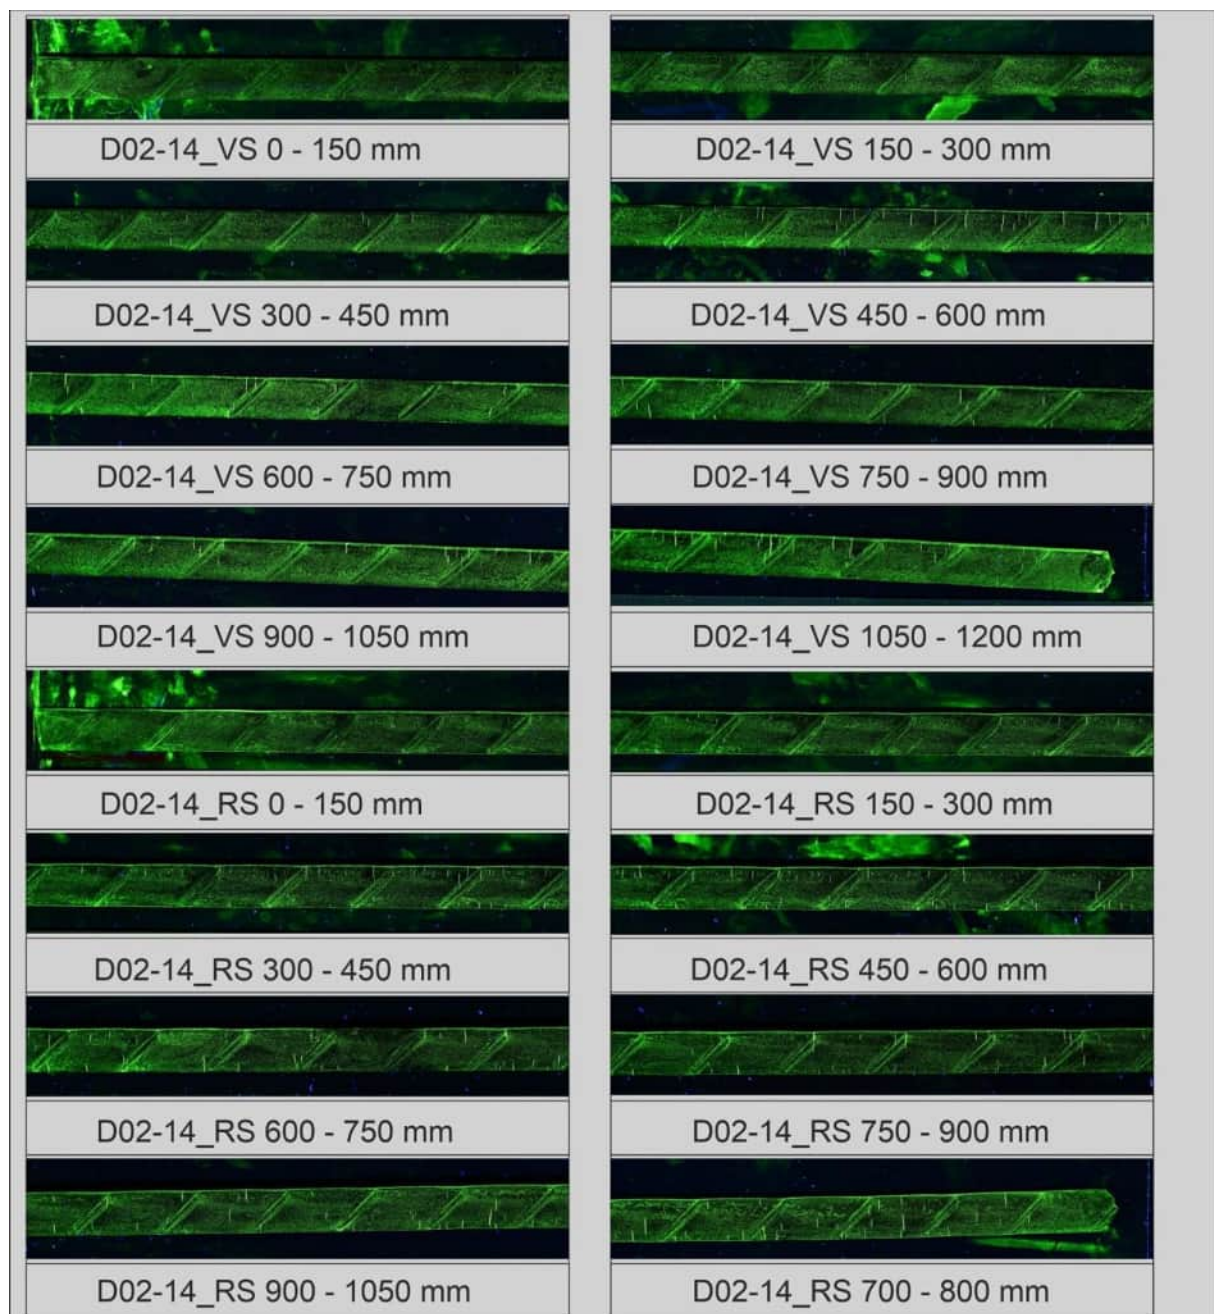 D02-14_VS 0 - 150 mm
D02-14_VS 150 - 300 mm
D02-14_VS 300 - 450 mm
D02-14_VS 450 - 600 mm
D02-14_VS 600 - 750 mm
D02-14_VS 750 - 900 mm
D02-14_VS 900 - 1050 mm
D02-14_VS 1050 - 1200 mm
D02-14_RS 0 - 150 mm
D02-14_RS 150 - 300 mm
D02-14_RS 300 - 450 mm
D02-14_RS 450 - 600 mm
D02-14_RS 600 - 750 mm
D02-14_RS 750 - 900 mm
D02-14_RS 900 - 1050 mm
D02-14_RS 700 - 800 mm